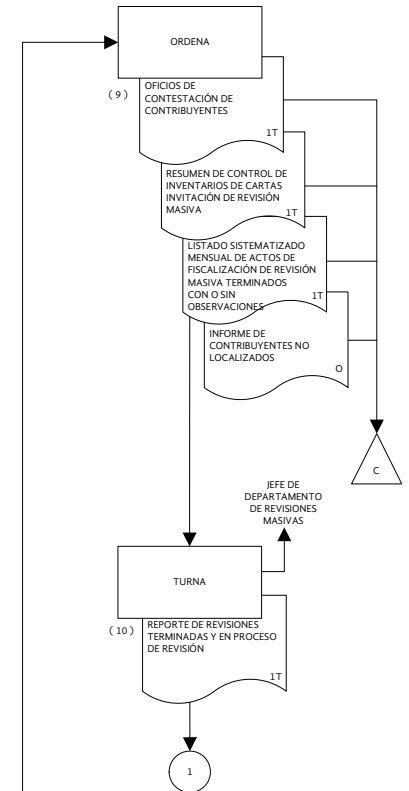 ORDENA
( 9 )
OFICIOS DE
CONTESTACIÓN DE
CONTRIBUYENTES
1T
RESUMEN DE CONTROL DE
INVENTARIOS DE CARTAS
INVITACIÓN DE REVISIÓN
MASIVA
1T
LISTADO SISTEMATIZADO
MENSUAL DE ACTOS DE
FISCALIZACIÓN DE REVISIÓN
MASIVA TERMINADOS
CON O SIN
OBSERVACIONES
1T
INFORME DE
CONTRIBUYENTES NO
LOCALIZADOS
O
C
JEFE DE
DEPARTAMENTO
DE REVISIONES
MASIVAS
TURNA
( 10 )
REPORTE DE REVISIONES
TERMINADAS Y EN PROCESO
DE REVISIÓN
1T
1